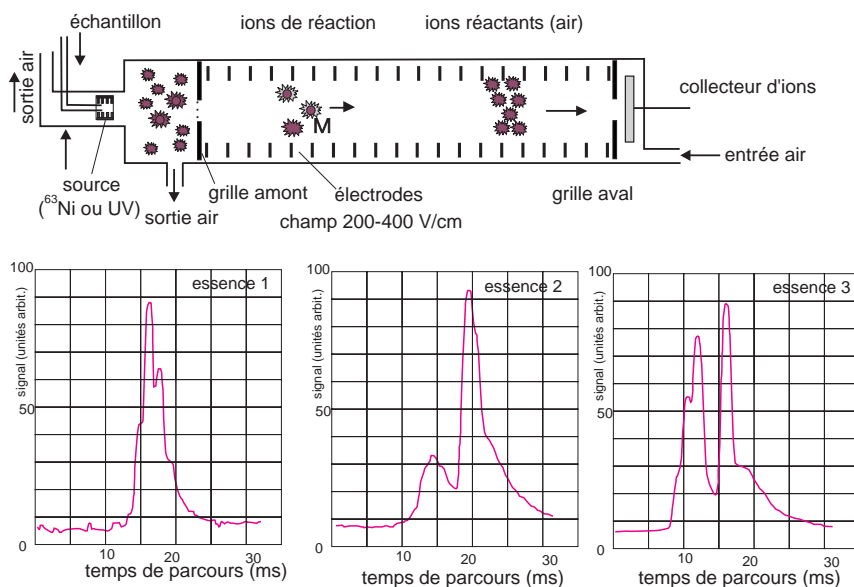 échantillon
ions de réaction
ions réactants (air)
sortie air
M
collecteur d'ions
entrée air
source
(⁶³Ni ou UV)
sortie air
grille amont
électrodes
champ 200-400 V/cm
grille aval
100
essence 1
signal (unités arbit.)
50
0
10
20
30
temps de parcours (ms)
100
essence 2
signal (unités arbit.)
50
0
10
20
30
temps de parcours (ms)
100
essence 3
signal (unités arbit.)
50
0
10
20
30
temps de parcours (ms)